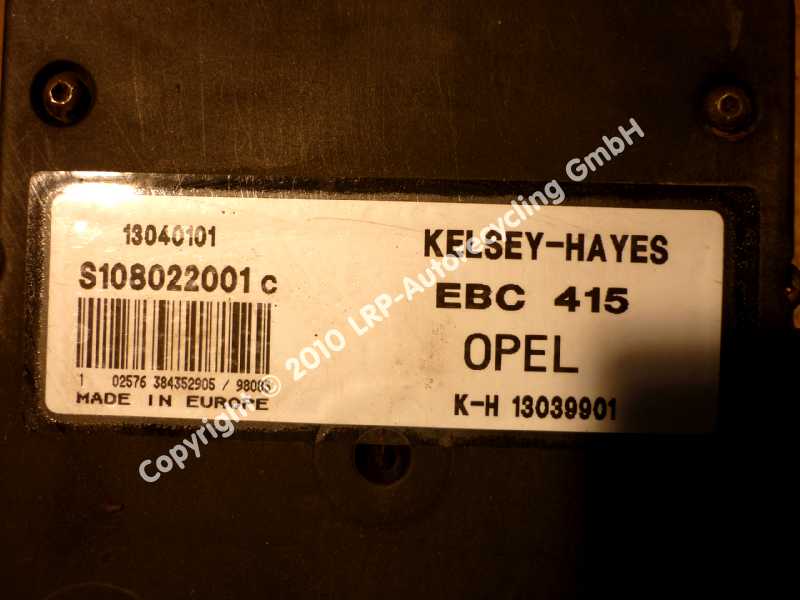 13040101
S108022001 c
1 02576 384352905 /
MADE IN EUROPE
KELSEY-HAYES
EBC 415
OPEL
K-H 13039901
Copyright © 2010 LRP-Autorecycling GmbH